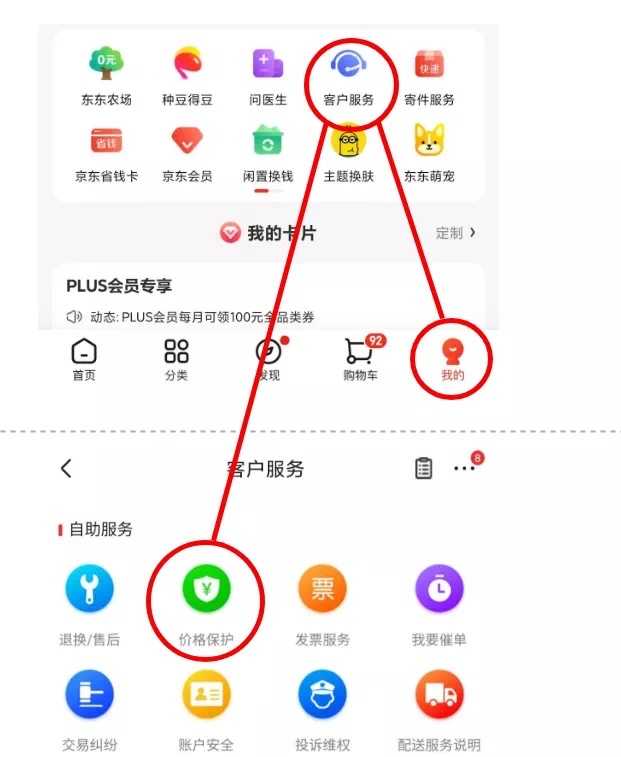 0元
快递
东东农场
种豆得豆
问医生
客户服务
寄件服务
省钱
京东省钱卡
京东会员
闲置换钱
主题换肤
东东萌宠
我的卡片
定制
PLUS会员专享
动态: PLUS会员每月可领100元全品类券
92
首页
分类
发现
购物车
我的
客户服务
8
自助服务
¥
票
退换/售后
价格保护
发票服务
我要催单
交易纠纷
账户安全
投诉维权
配送服务说明